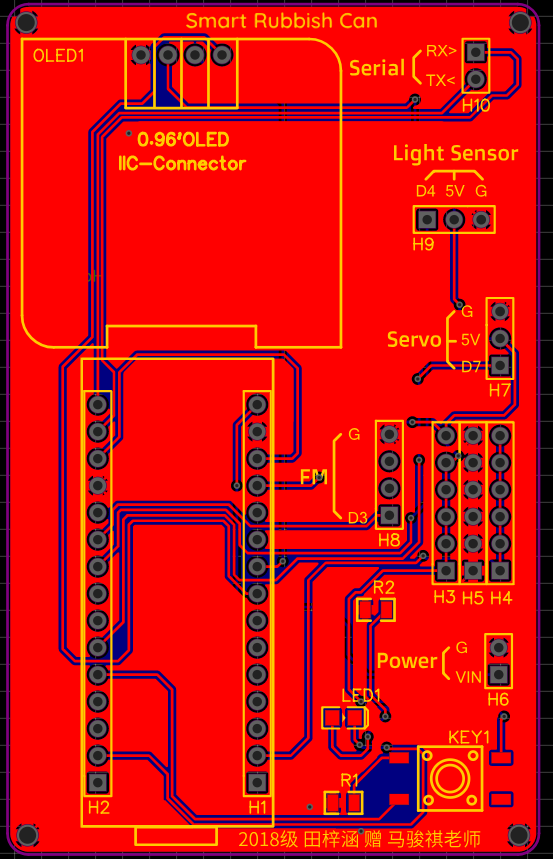 Smart Rubbish Can
OLED1
RX>
Serial
TX<
H10
0.96'OLED
IIC-Connector
Light Sensor
D4 5V G
H9
G
Servo 5V
D7
H7
G
FM
D3
H8
R2
H3 H5 H4
G
Power
VIN
H6
LED1
KEY1
R1
H2
H1
2018级 田梓涵 赠 马骏祺老师